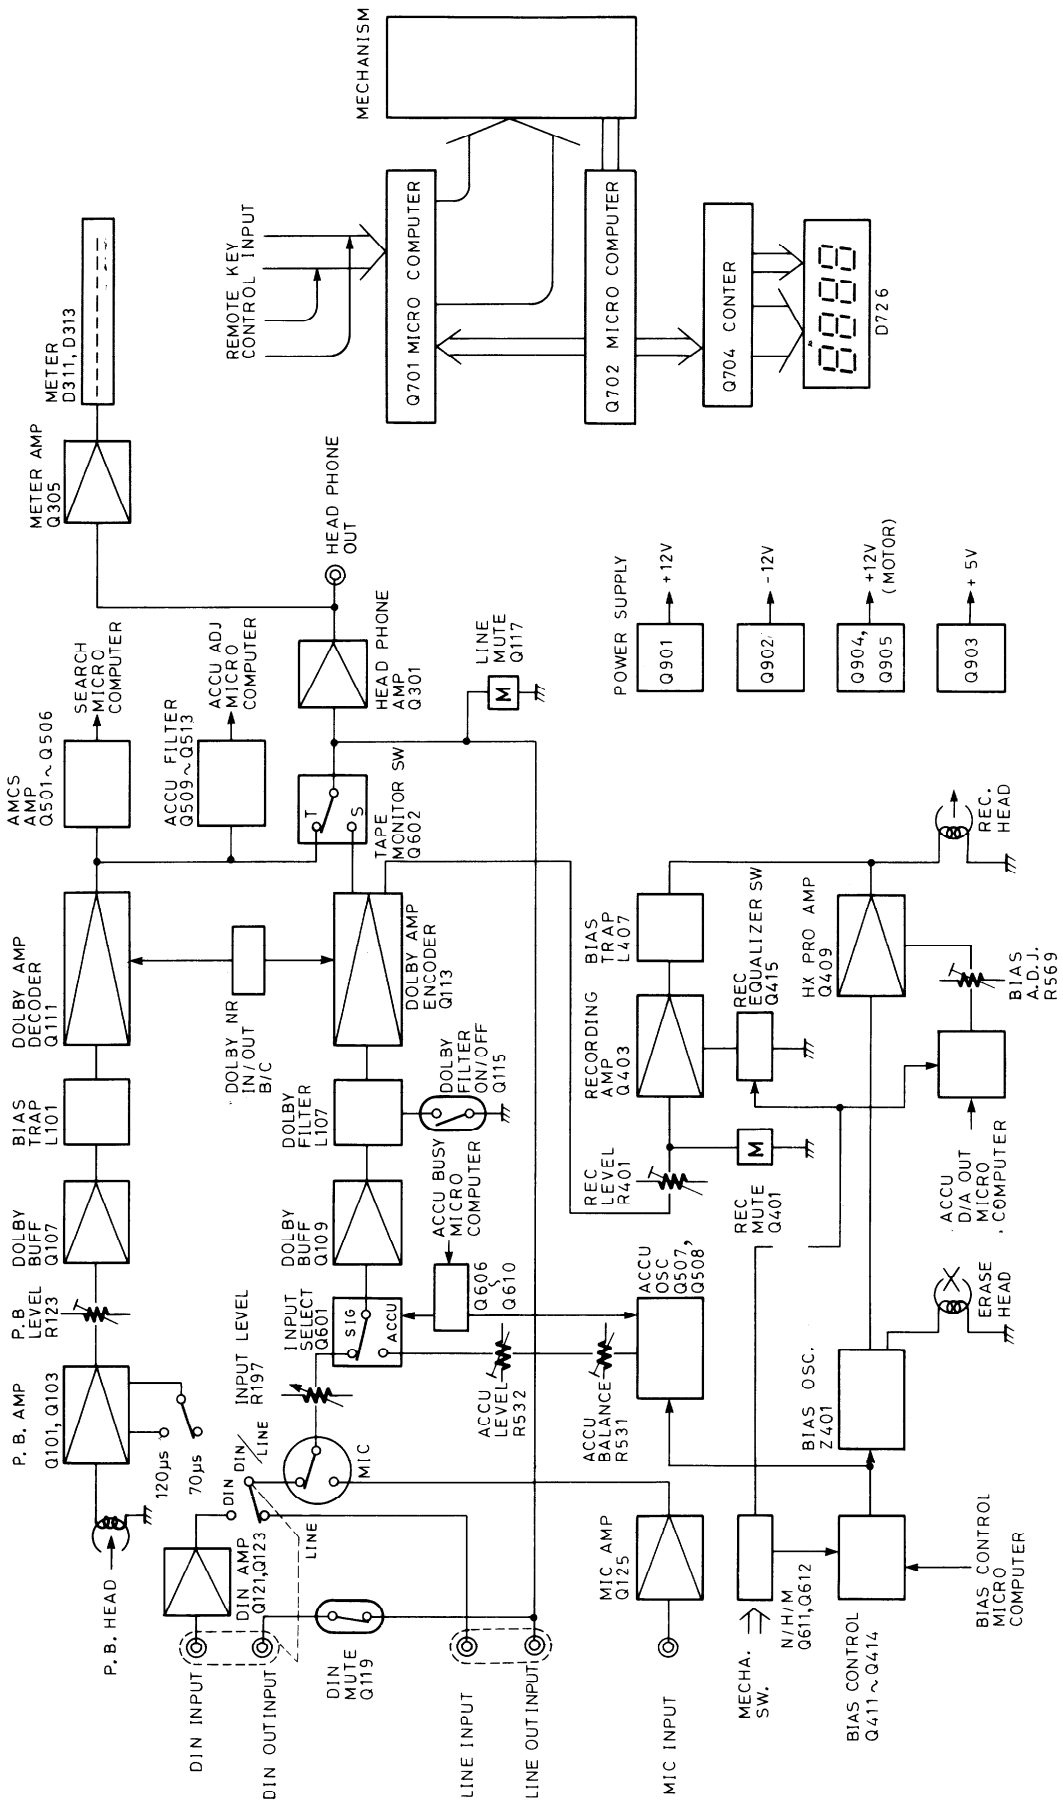 P. B. HEAD
P. B. AMP
Q101, Q103
120µs
70µs
P.B
LEVEL
R123
DOLBY
BUFF
Q107
BIAS
TRAP
L101
DOLBY AMP
DECODER
Q111
AMCS
AMP
Q501~Q506
SEARCH
MICRO
COMPUTER
ACCU FILTER
Q509~Q513
ACCU ADJ
MICRO
COMPUTER
METER AMP
Q305
METER
D311, D313
DIN INPUT
DIN OUTINPUT
DIN AMP
Q121,Q123
DIN
DIN
/LINE
LINE
DIN
MUTE
Q119
MIC
INPUT LEVEL
R197
INPUT
SELECT
Q601
SIG
ACCU
DOLBY
BUFF
Q109
DOLBY
FILTER
L107
DOLBY
FILTER
ON/OFF
Q115
DOLBY NR
IN/OUT
B/C
DOLBY AMP
ENCODER
Q113
T
S
TAPE
MONITOR SW
Q602
HEAD PHONE
AMP
Q301
HEAD PHONE
OUT
LINE
MUTE
Q117
M
ACCU BUSY
MICRO
COMPUTER
Q606
~
Q610
ACCU
LEVEL
R532
ACCU
BALANCE
R531
ACCU
OSC
Q507,
Q508
LINE INPUT
LINE OUTINPUT
MIC INPUT
MIC AMP
Q125
REC
LEVEL
R401
REC
MUTE
Q401
M
RECORDING
AMP
Q403
REC
EQUALIZER SW
Q415
BIAS
TRAP
L407
HX PRO AMP
Q409
REC.
HEAD
BIAS
A.D.J.
R569
ACCU
D/A OUT
MICRO
COMPUTER
ERASE
HEAD
BIAS OSC.
Z401
MECHA.
SW.
N/H/M
Q611,Q612
BIAS CONTROL
Q411~Q414
BIAS CONTROL
MICRO
COMPUTER
POWER SUPPLY
Q901
+12V
Q902
-12V
Q904,
Q905
+12V
(MOTOR)
Q903
+ 5V
REMOTE KEY
CONTROL INPUT
Q701 MICRO COMPUTER
Q702 MICRO COMPUTER
Q704 CONTER
8888
D726
MECHANISM